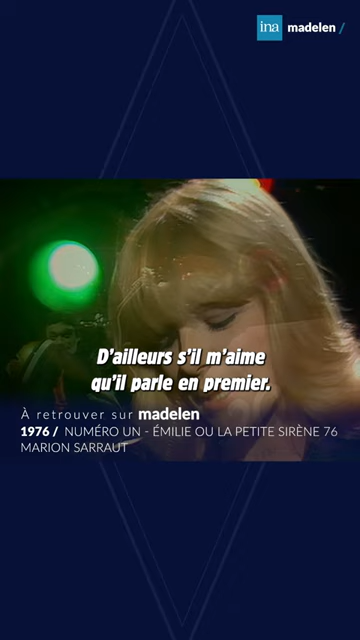 ina madelen /
D'ailleurs s'il m'aime
qu'il parle en premier.
À retrouver sur madelen
1976 / NUMÉRO UN - ÉMILIE OU LA PETITE SIRÈNE 76
MARION SARRAUT